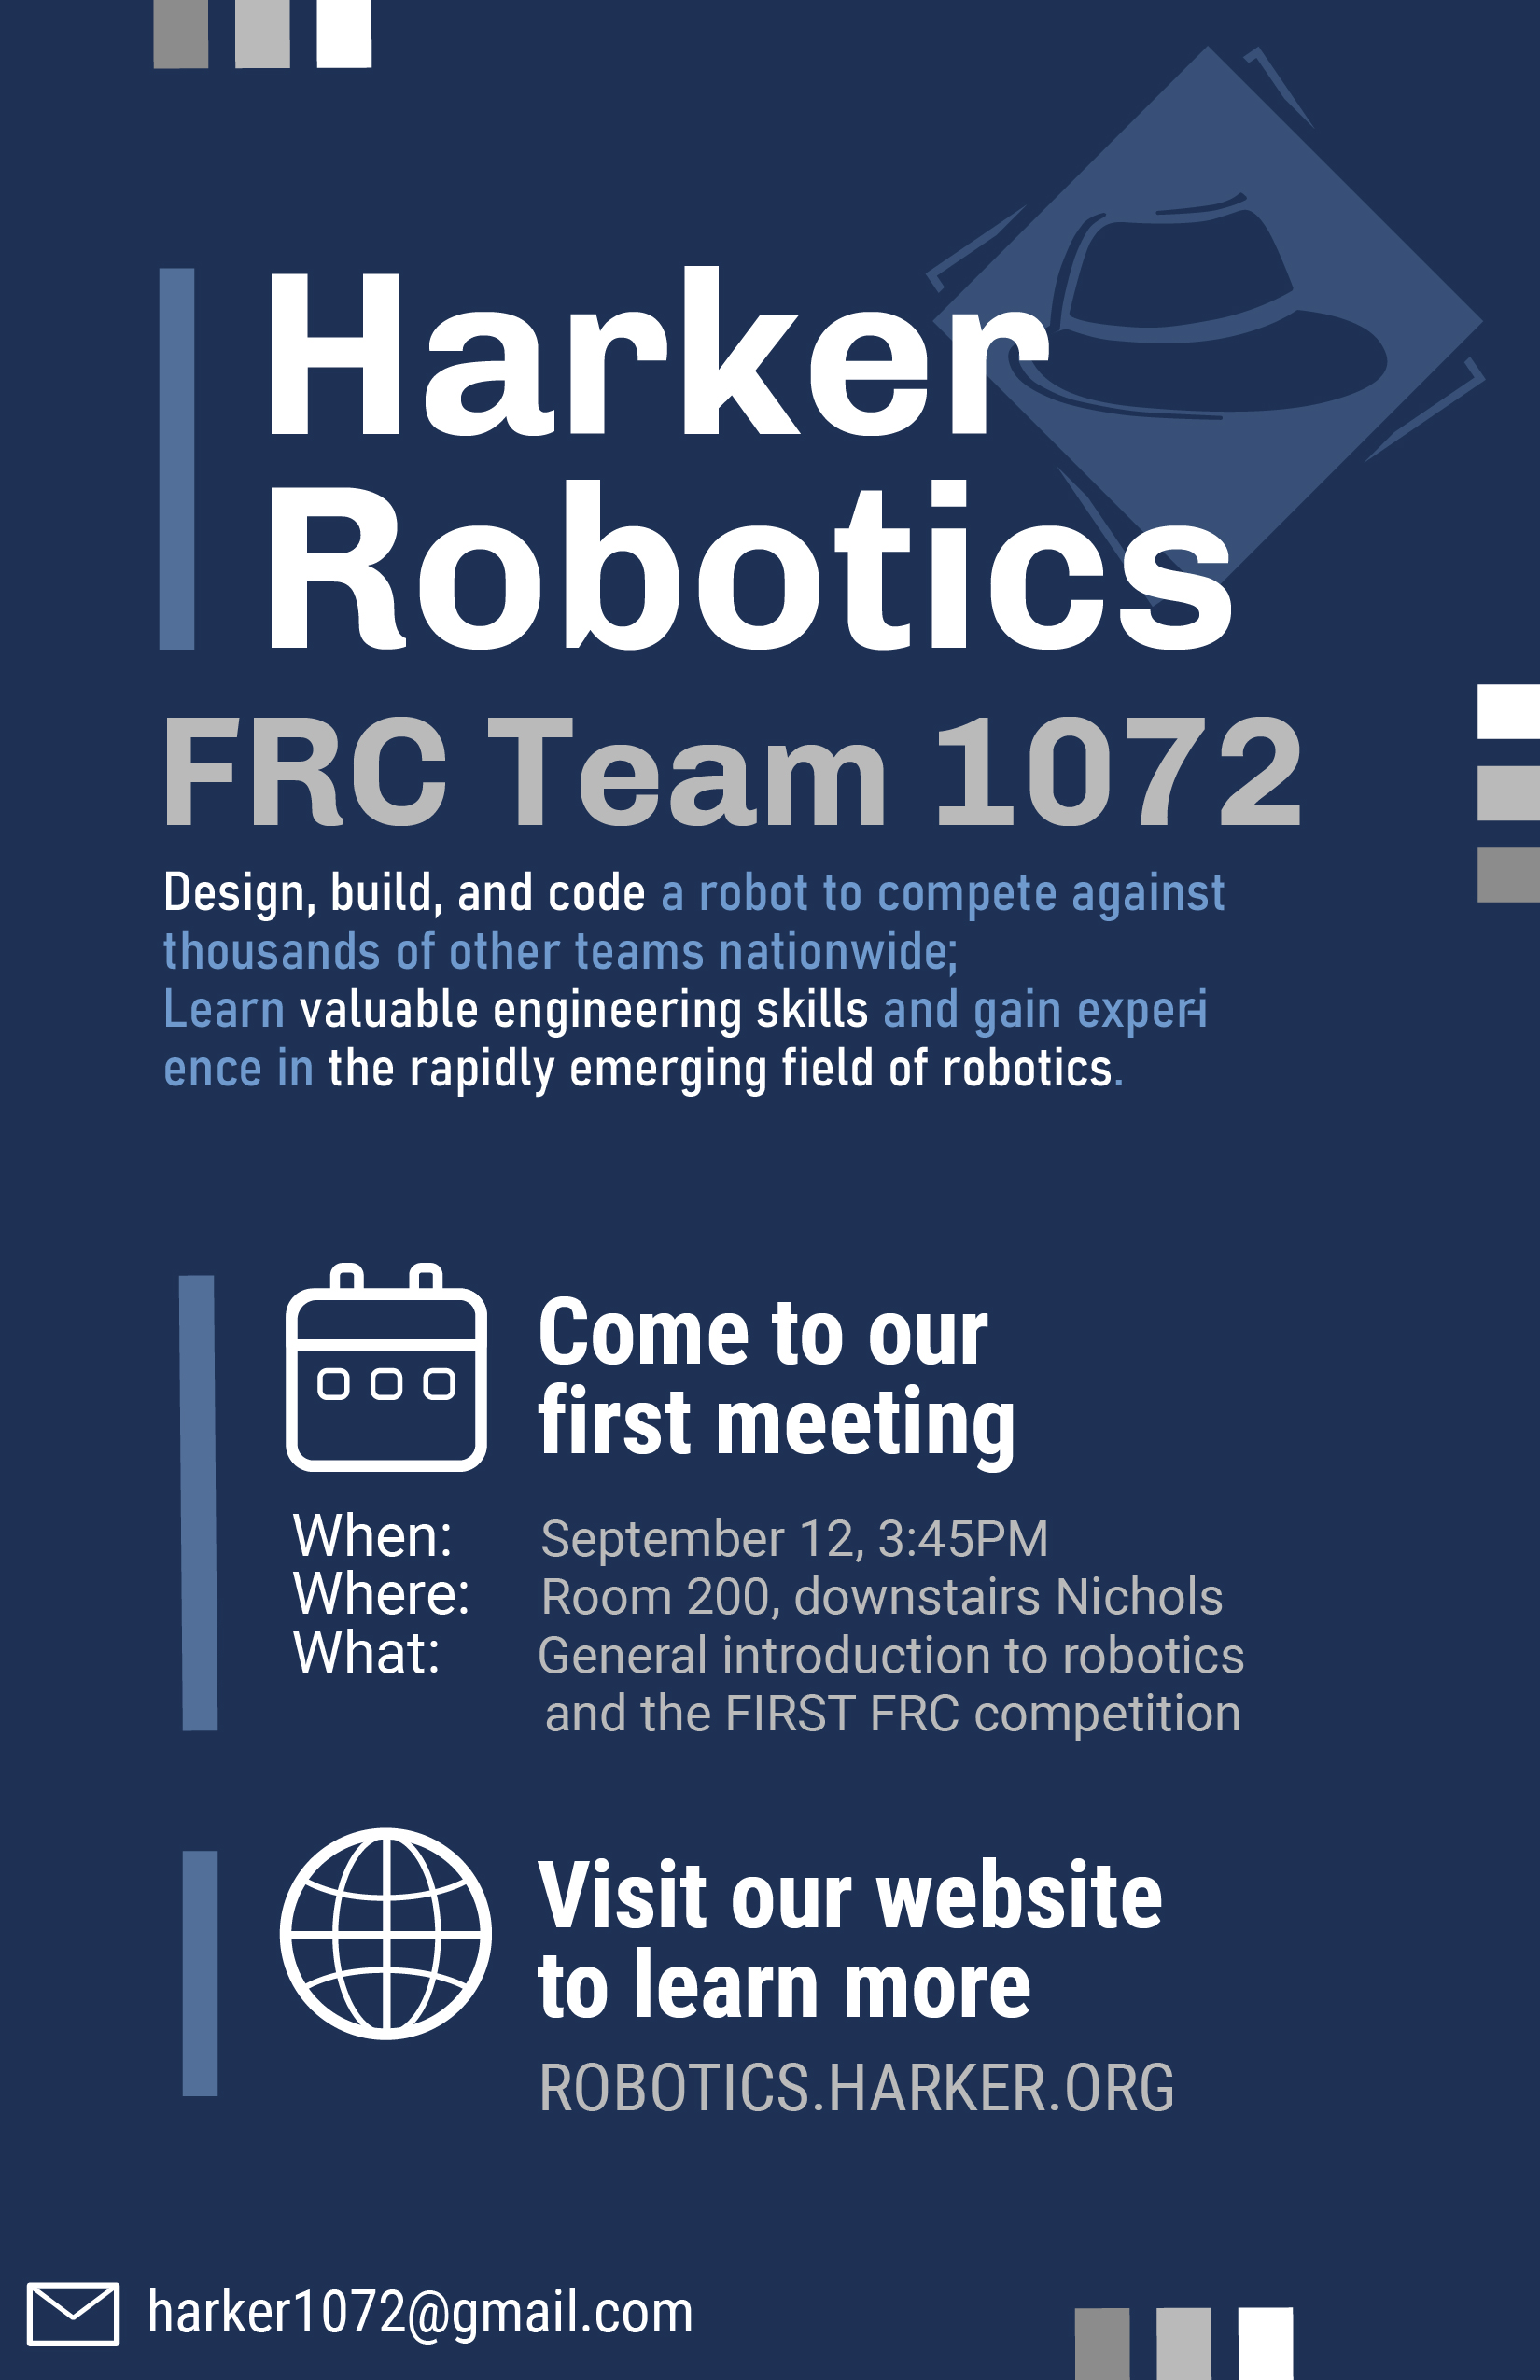 Harker
Robotics
FRC Team 1072
Design, build, and code a robot to compete against
thousands of other teams nationwide;
Learn valuable engineering skills and gain experi
ence in the rapidly emerging field of robotics.
Come to our
first meeting
When: September 12, 3:45PM
Where: Room 200, downstairs Nichols
What: General introduction to robotics
and the FIRST FRC competition
Visit our website
to learn more
ROBOTICS.HARKER.ORG
harker1072@gmail.com